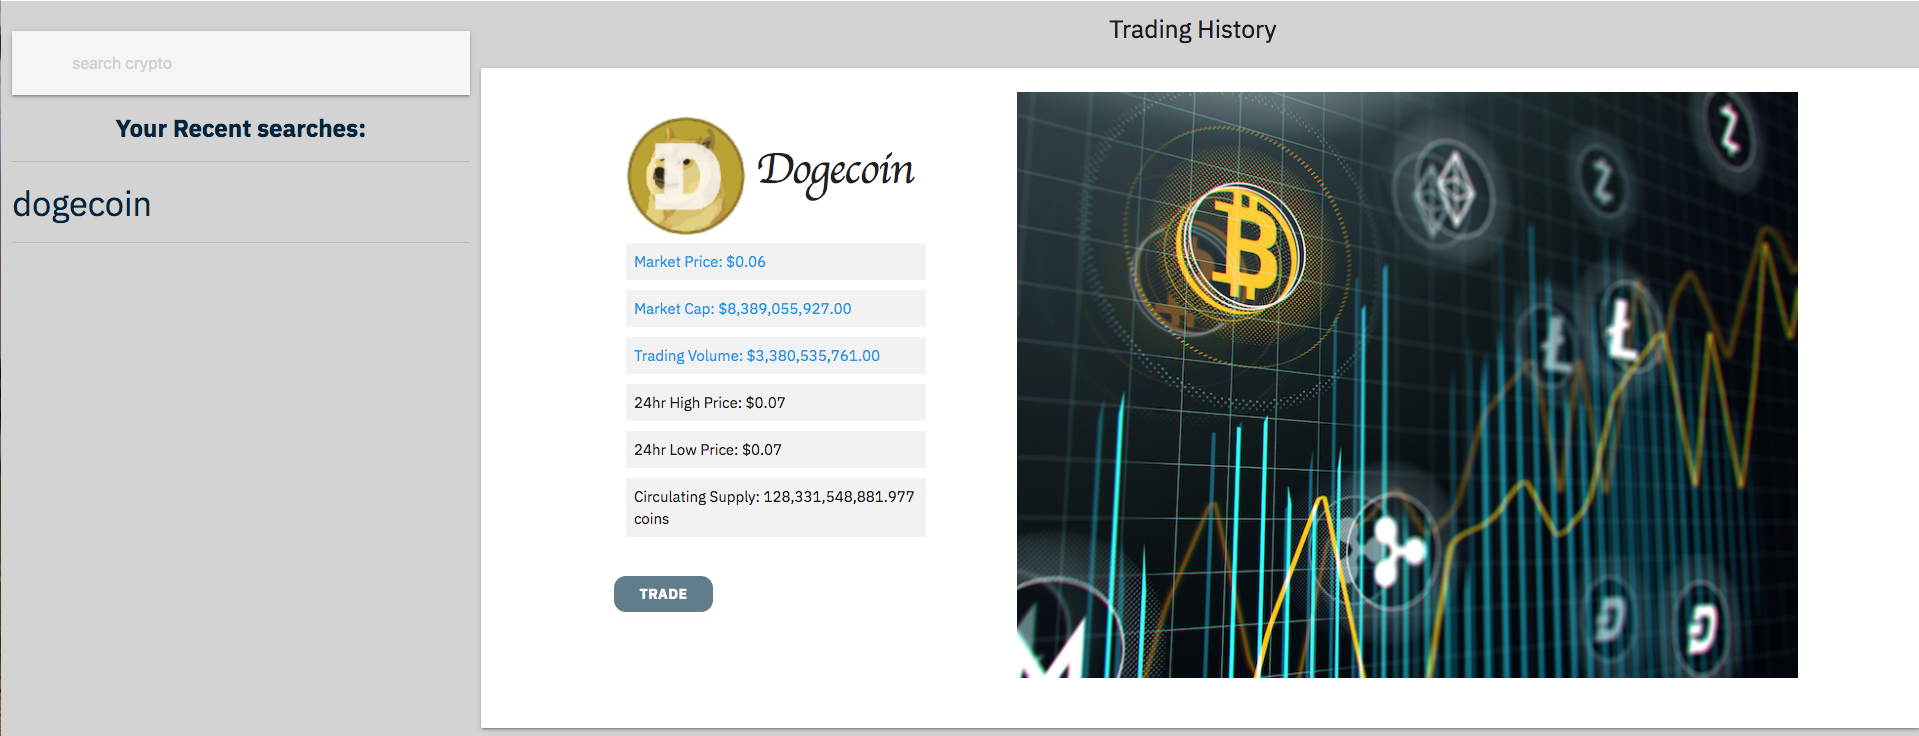 Trading History
search crypto
Your Recent searches:
dogecoin
Dogecoin
Market Price: $0.06
Market Cap: $8,389,055,927.00
Trading Volume: $3,380,535,761.00
24hr High Price: $0.07
24hr Low Price: $0.07
Circulating Supply: 128,331,548,881.977
coins
TRADE